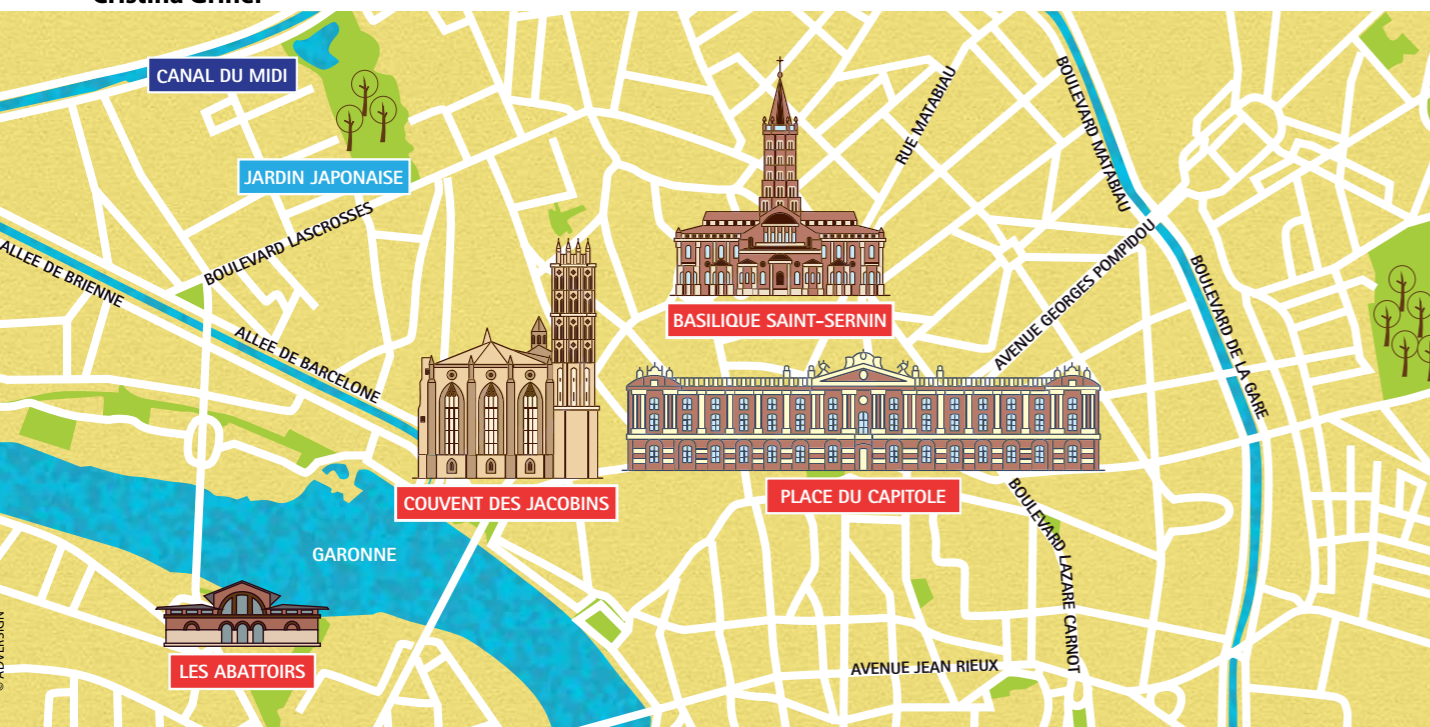 CANAL DU MIDI
JARDIN JAPONAISE
RUE MATABIAU
BOULEVARD MATABIAU
BOULEVARD LASCROSSES
ALLEE DE BRIENNE
ALLEE DE BARCELONE
BASILIQUE SAINT-SERNIN
AVENUE GEORGES POMPIDOU
BOULEVARD DE LA GARE
COUVENT DES JACOBINS
PLACE DU CAPITOLE
BOULEVARD LAZARE CARNOT
GARONNE
LES ABATTOIRS
AVENUE JEAN RIEUX
© ADVERSIGN